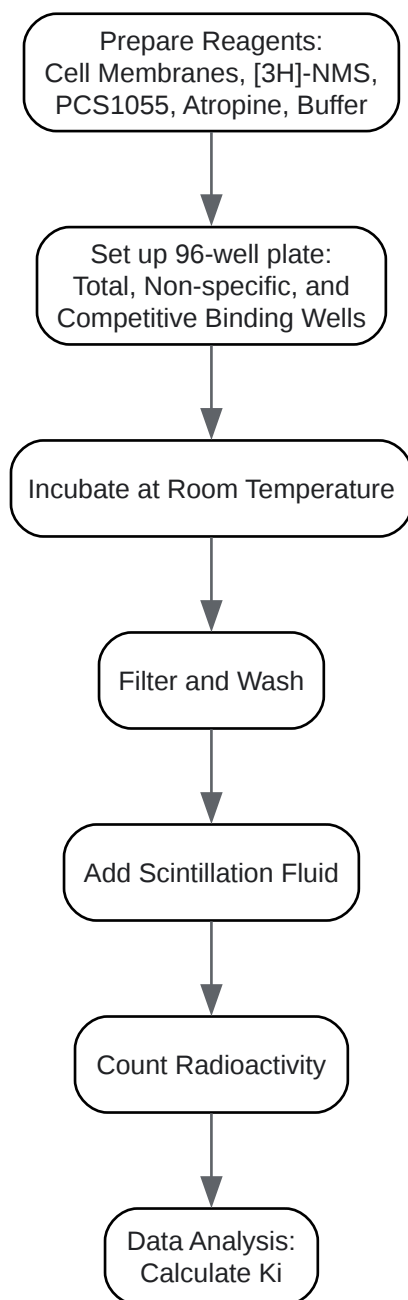 Prepare Reagents:
Cell Membranes, [3H]-NMS,
PCS1055, Atropine, Buffer
Set up 96-well plate:
Total, Non-specific, and
Competitive Binding Wells
Incubate at Room Temperature
Filter and Wash
Add Scintillation Fluid
Count Radioactivity
Data Analysis:
Calculate Ki